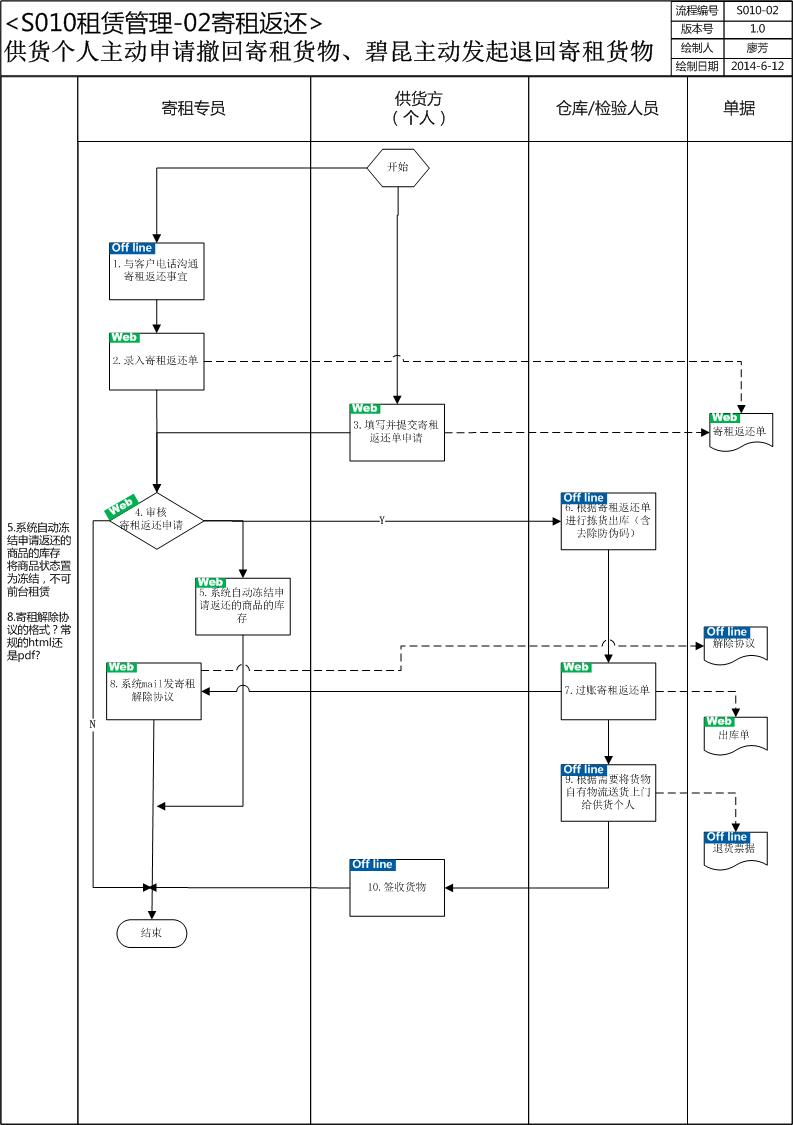 <S010租赁管理-02寄租返还>
供货个人主动申请撤回寄租货物、碧昆主动发起退回寄租货物
流程编号 S010-02
版本号 1.0
绘制人 廖芳
绘制日期 2014-6-12
寄租专员
供货方
（个人）
仓库/检验人员
单据
开始
Off line
1.与客户电话沟通
寄租返还事宜
Web
2.录入寄租返还单
Web
3.填写并提交寄租
返还单申请
Web
寄租返还单
Web
4.审核
寄租返还申请
Y
Off line
6.根据寄租返还单
进行拣货出库（含
去除防伪码）
5.系统自动冻
结申请返还的
商品的库存
将商品状态置
为冻结，不可
前台租赁
8.寄租解除协
议的格式？常
规的html还
是pdf?
Web
5.系统自动冻结申
请返还的商品的库
存
Off line
解除协议
Web
8.系统mail发寄租
解除协议
Web
7.过账寄租返还单
N
Web
出库单
Off line
9.根据需要将货物
自有物流送货上门
给供货个人
Off line
退货票据
Off line
10.签收货物
结束